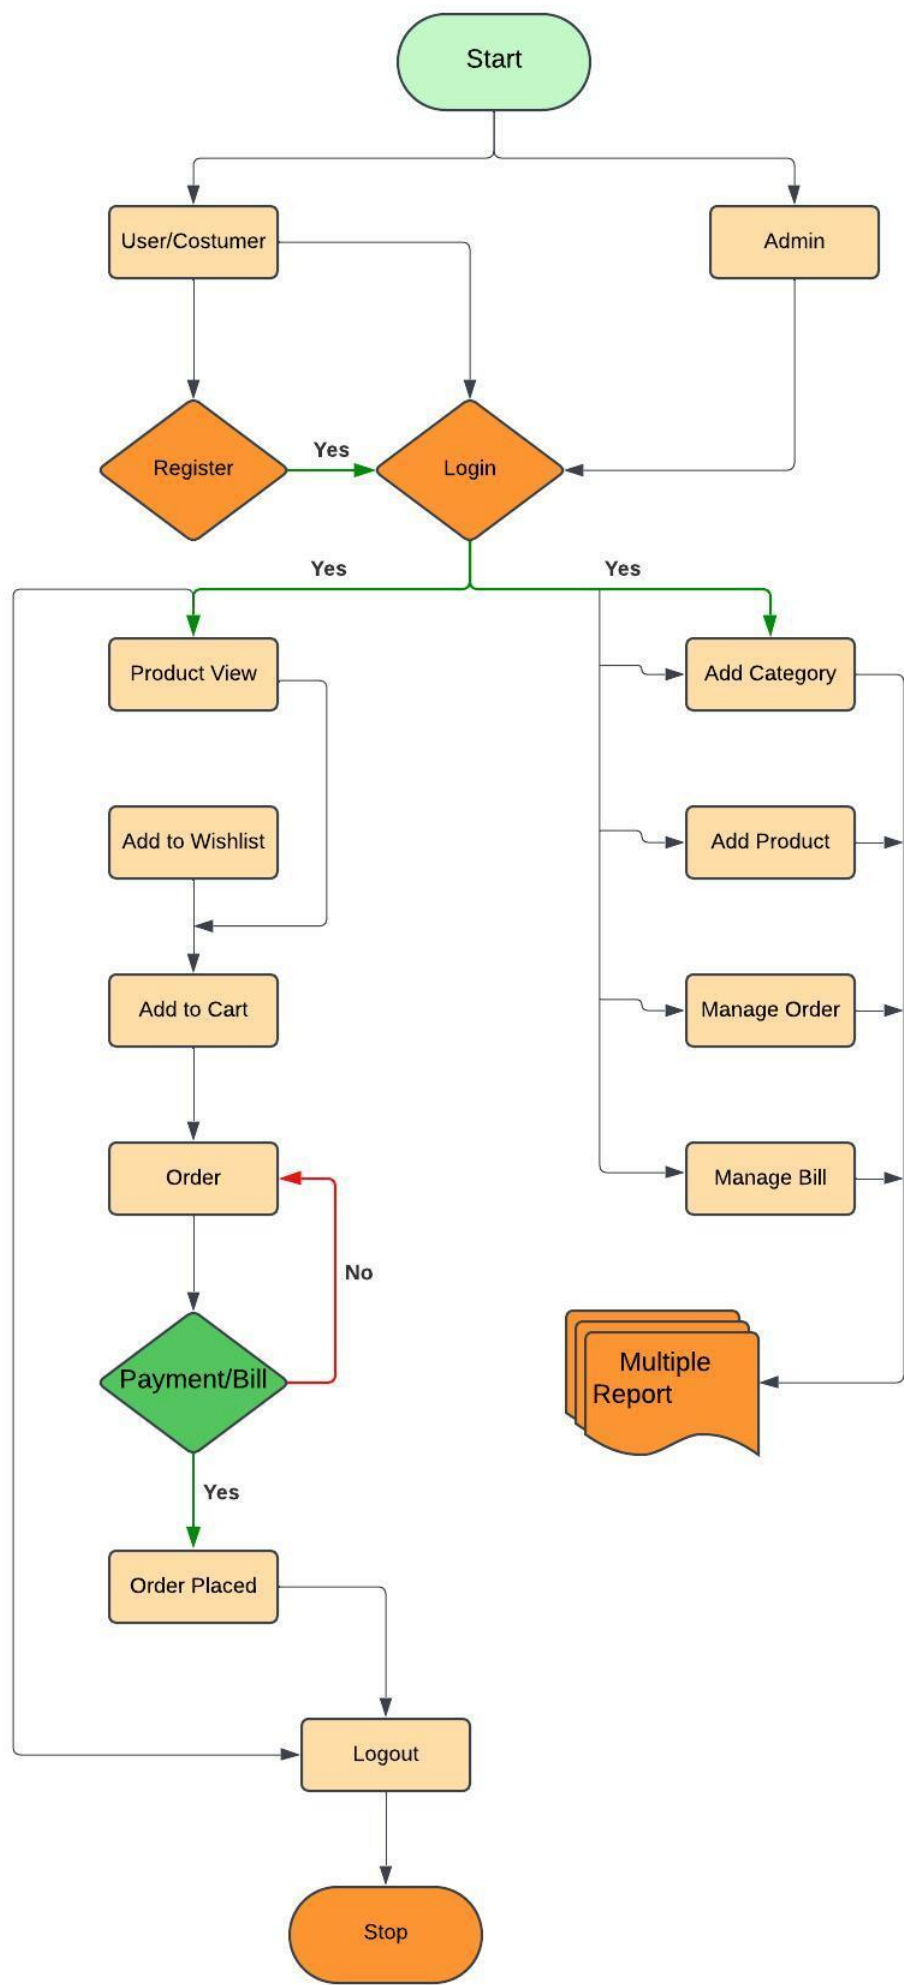 Start
User/Costumer
Admin
Register
Yes
Login
Yes
Yes
Product View
Add Category
Add to Wishlist
Add Product
Add to Cart
Manage Order
Order
Manage Bill
No
Payment/Bill
Multiple
Report
Yes
Order Placed
Logout
Stop